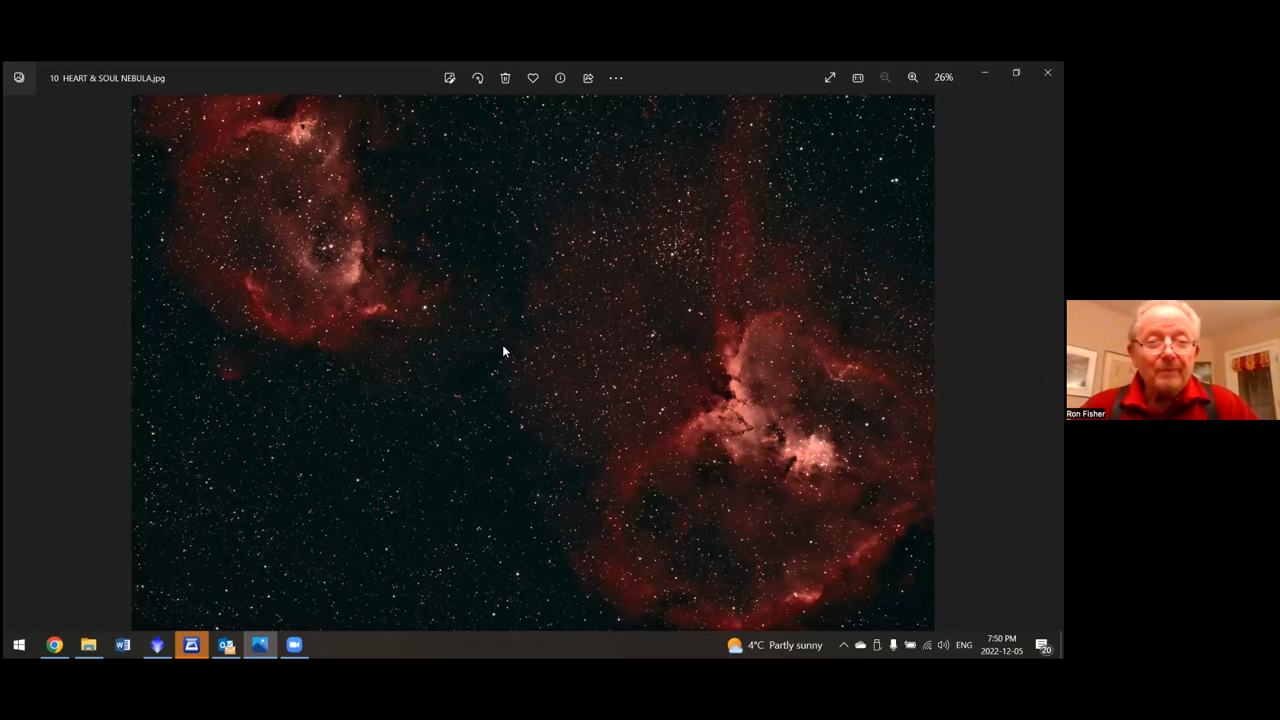 10 HEART & SOUL NEBULA.jpg
26%
Ron Fisher
4°C Partly sunny
ENG
7:50 PM
2022-12-05
20